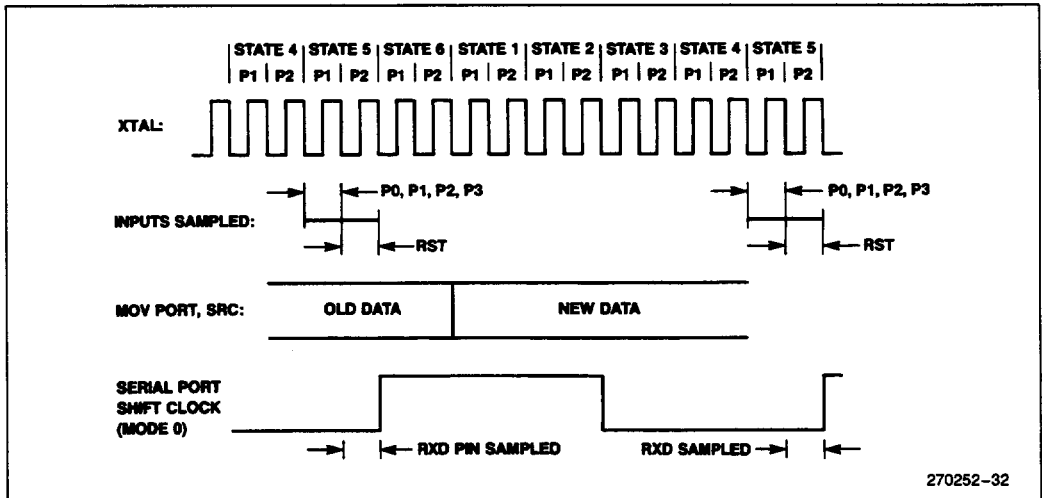 STATE 4 | STATE 5 | STATE 6 | STATE 1 | STATE 2 | STATE 3 | STATE 4 | STATE 5
P1 | P2 | P1 | P2 | P1 | P2 | P1 | P2 | P1 | P2 | P1 | P2 | P1 | P2 | P1 | P2
XTAL:
P0, P1, P2, P3 P0, P1, P2, P3
INPUTS SAMPLED:
RST RST
MOV PORT, SRC: OLD DATA NEW DATA
SERIAL PORT
SHIFT CLOCK
(MODE 0)
RXD PIN SAMPLED RXD SAMPLED
270252-32